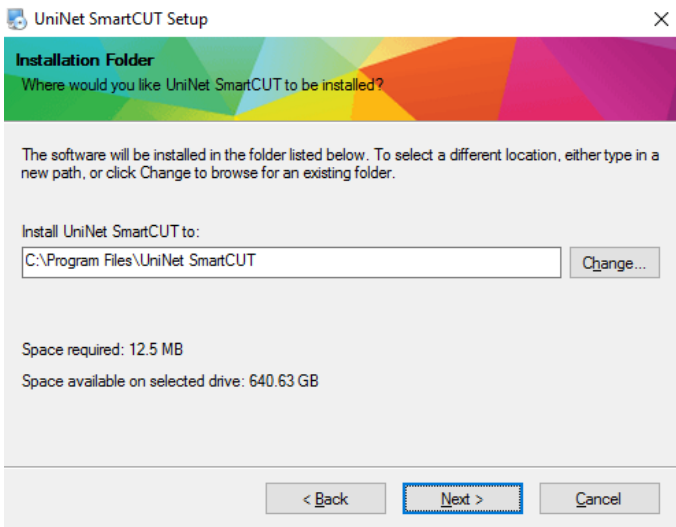 UniNet SmartCUT Setup
Installation Folder
Where would you like UniNet SmartCUT to be installed?
The software will be installed in the folder listed below. To select a different location, either type in a
new path, or click Change to browse for an existing folder.
Install UniNet SmartCUT to:
C:\Program Files\UniNet SmartCUT
Change...
Space required: 12.5 MB
Space available on selected drive: 640.63 GB
< Back
Next >
Cancel